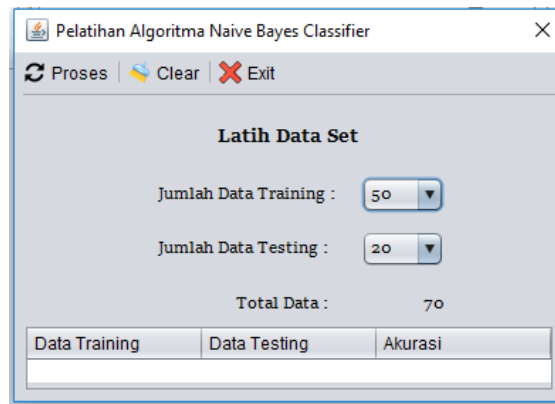 Pelatihan Algoritma Naive Bayes Classifier
Proses Clear Exit
Latih Data Set
Jumlah Data Training : 50
Jumlah Data Testing : 20
Total Data : 70
Data Training Data Testing Akurasi